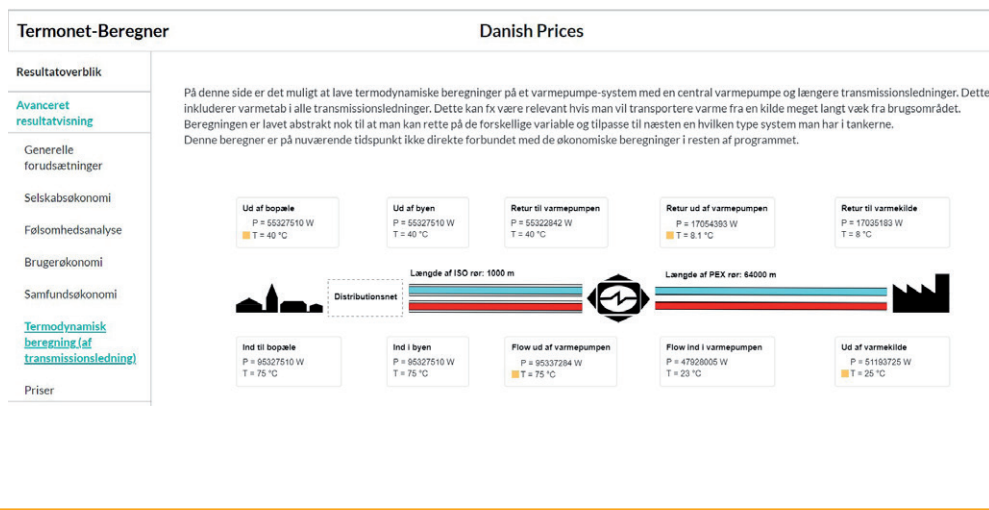 Termonet-Beregner
Danish Prices
Resultatoverblik
Avanceret
resultatvisning
Generelle
forudsætninger
Selskabsøkonomi
Følsomhedsanalyse
Brugerøkonomi
Samfundsøkonomi
Termodynamisk
beregning (af
transmissionsledning)
Priser
På denne side er det muligt at lave termodynamiske beregninger på et varmepumpe-system med en central varmepumpe og længere transmissionsledninger. Dette
inkluderer varmetab i alle transmissionsledninger. Dette kan fx være relevant hvis man vil transportere varme fra en kilde meget langt væk fra brugsområdet.
Beregningen er lavet abstrakt nok til at man kan rette på de forskellige variable og tilpasse til næsten en hvilken type system man har i tankerne.
Denne beregner er på nuværende tidspunkt ikke direkte forbundet med de økonomiske beregninger i resten af programmet.
Ud af bopæle
P = 55327510 W
T = 40 °C
Ud af byen
P = 55327510 W
T = 40 °C
Retur til varmepumpen
P = 55322842 W
T = 40 °C
Retur ud af varmepumpen
P = 17054393 W
T = 8.1 °C
Retur til varmekilde
P = 17035183 W
T = 8 °C
Længde af ISO rør: 1000 m
Længde af PEX rør: 64000 m
Distributionsnet
Ind til bopæle
P = 95327510 W
T = 75 °C
Ind i byen
P = 95327510 W
T = 75 °C
Flow ud af varmepumpen
P = 95337284 W
T = 75 °C
Flow ind i varmepumpen
P = 47928005 W
T = 23 °C
Ud af varmekilde
P = 51193725 W
T = 25 °C